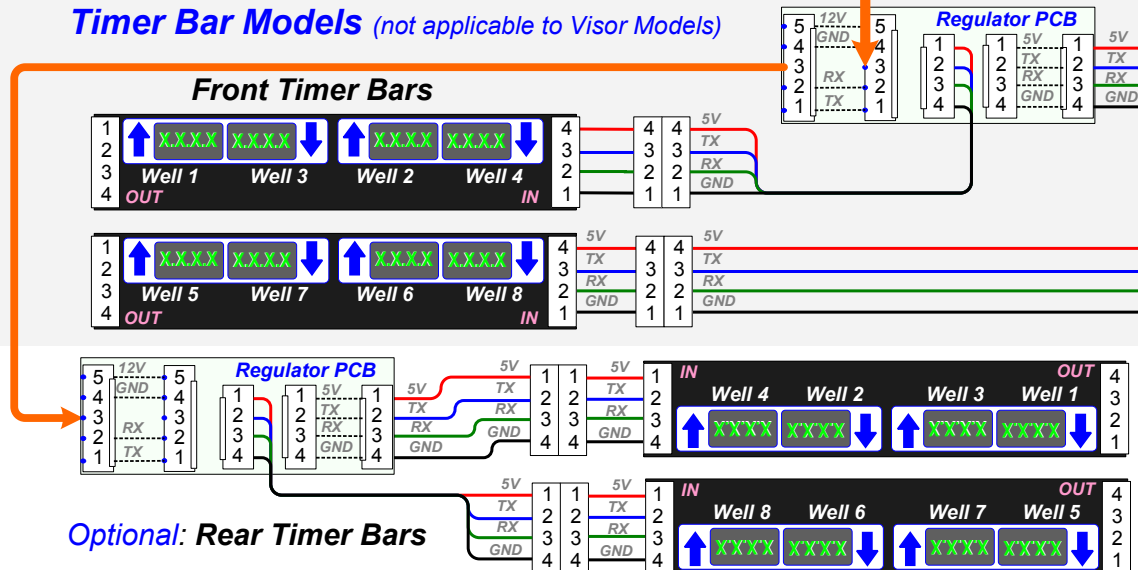 Timer Bar Models (not applicable to Visor Models)
Regulator PCB
5 12V 5
4 GND 4
3 3
2 RX 2
1 TX 1
1 1 5V 1 5V
2 2 TX 2 TX
3 3 RX 3 RX
4 4 GND 4 GND
Front Timer Bars
1 X.X.X.X X.X.X.X X.X.X.X X.X.X.X 4 4 4 5V
2 3 3 3 TX
3 Well 1 Well 3 Well 2 Well 4 2 2 2 RX
4 OUT IN 1 1 1 GND
1 X.X.X.X X.X.X.X X.X.X.X X.X.X.X 4 5V 4 4 5V
2 3 TX 3 3 TX
3 Well 5 Well 7 Well 6 Well 8 2 RX 2 2 RX
4 OUT IN 1 GND 1 1 GND
Regulator PCB
5 12V 5
4 GND 4
3 3
2 RX 2
1 TX 1
1 1 5V 1 5V
2 2 TX 2 TX
3 3 RX 3 RX
4 4 GND 4 GND
5V 1 1 5V 1 IN OUT 4
TX 2 2 TX 2 Well 4 Well 2 Well 3 Well 1 3
RX 3 3 RX 3 X.X.X.X X.X.X.X X.X.X.X X.X.X.X 2
GND 4 4 GND 4 1
Optional: Rear Timer Bars
5V 1 1 5V 1 IN OUT 4
TX 2 2 TX 2 Well 8 Well 6 Well 7 Well 5 3
RX 3 3 RX 3 X.X.X.X X.X.X.X X.X.X.X X.X.X.X 2
GND 4 4 GND 4 1